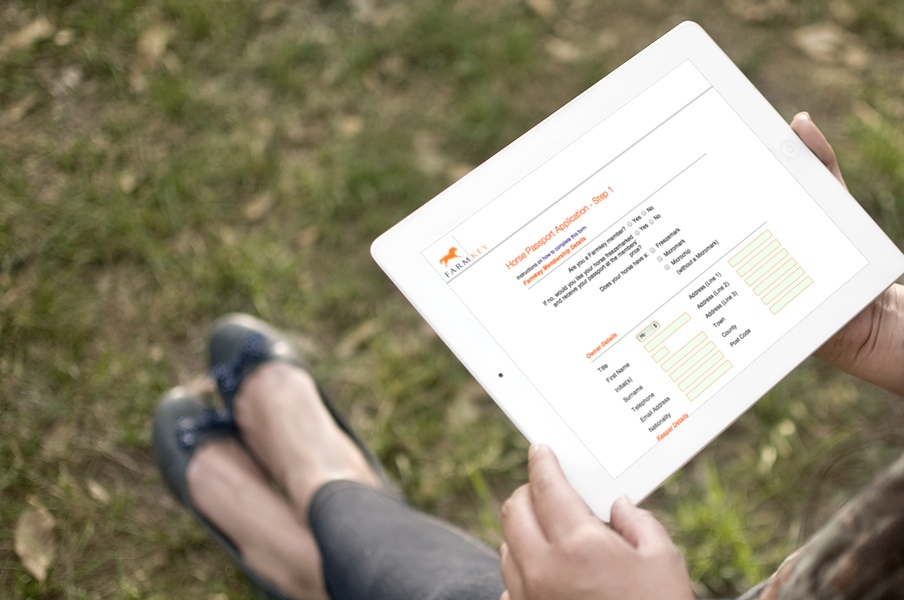 FARMKEY
Horse Passport Application - Step 1
Instructions on how to complete this form.
Farmkey Membership Details
Are you a Farmkey member? Yes No
If no, would you like your horse freezemarked Yes No
and receive your passport at the members'
price?
Does your horse have a: Freezemark
Micromark
Microchip
(without a Micromark)
Owner Details
Title
First Name
Initial(s)
Surname
Telephone
Email Address
Nationality
Address (Line 1)
Address (Line 2)
Address (Line 3)
Town
County
Post Code
Keeper Details